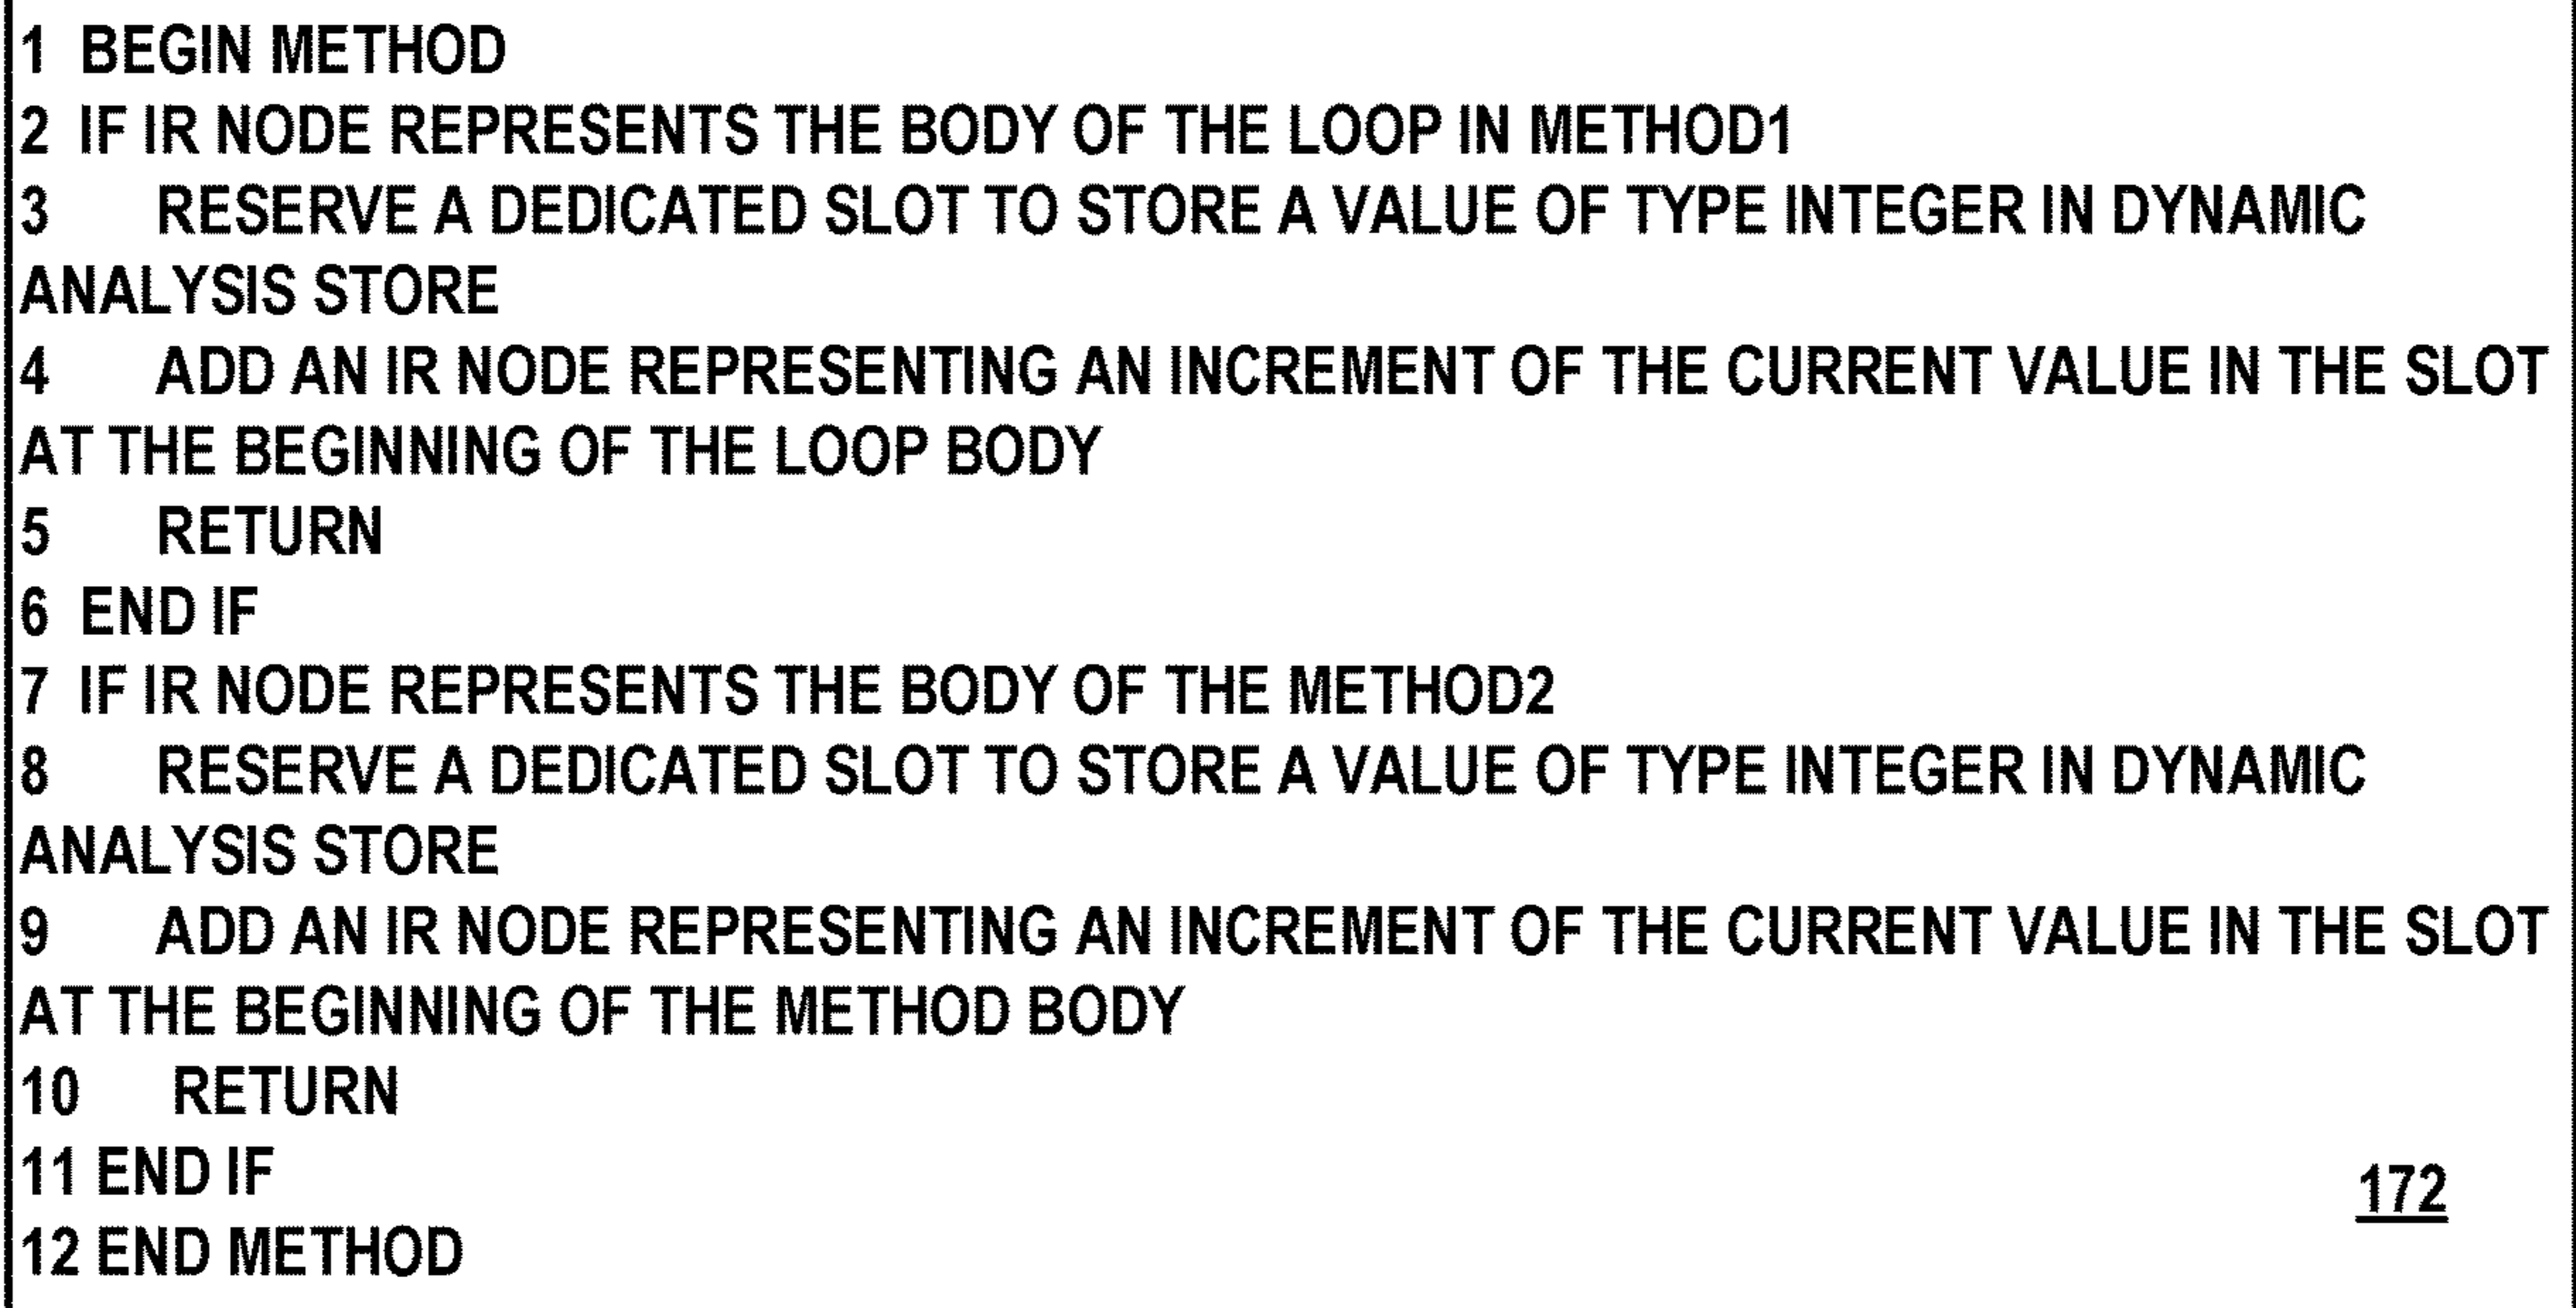 1 BEGIN METHOD
2 IF IR NODE REPRESENTS THE BODY OF THE LOOP IN METHOD1
3 RESERVE A DEDICATED SLOT TO STORE A VALUE OF TYPE INTEGER IN DYNAMIC
ANALYSIS STORE
4 ADD AN IR NODE REPRESENTING AN INCREMENT OF THE CURRENT VALUE IN THE SLOT
AT THE BEGINNING OF THE LOOP BODY
5 RETURN
6 END IF
7 IF IR NODE REPRESENTS THE BODY OF THE METHOD2
8 RESERVE A DEDICATED SLOT TO STORE A VALUE OF TYPE INTEGER IN DYNAMIC
ANALYSIS STORE
9 ADD AN IR NODE REPRESENTING AN INCREMENT OF THE CURRENT VALUE IN THE SLOT
AT THE BEGINNING OF THE METHOD BODY
10 RETURN
11 END IF
172
12 END METHOD